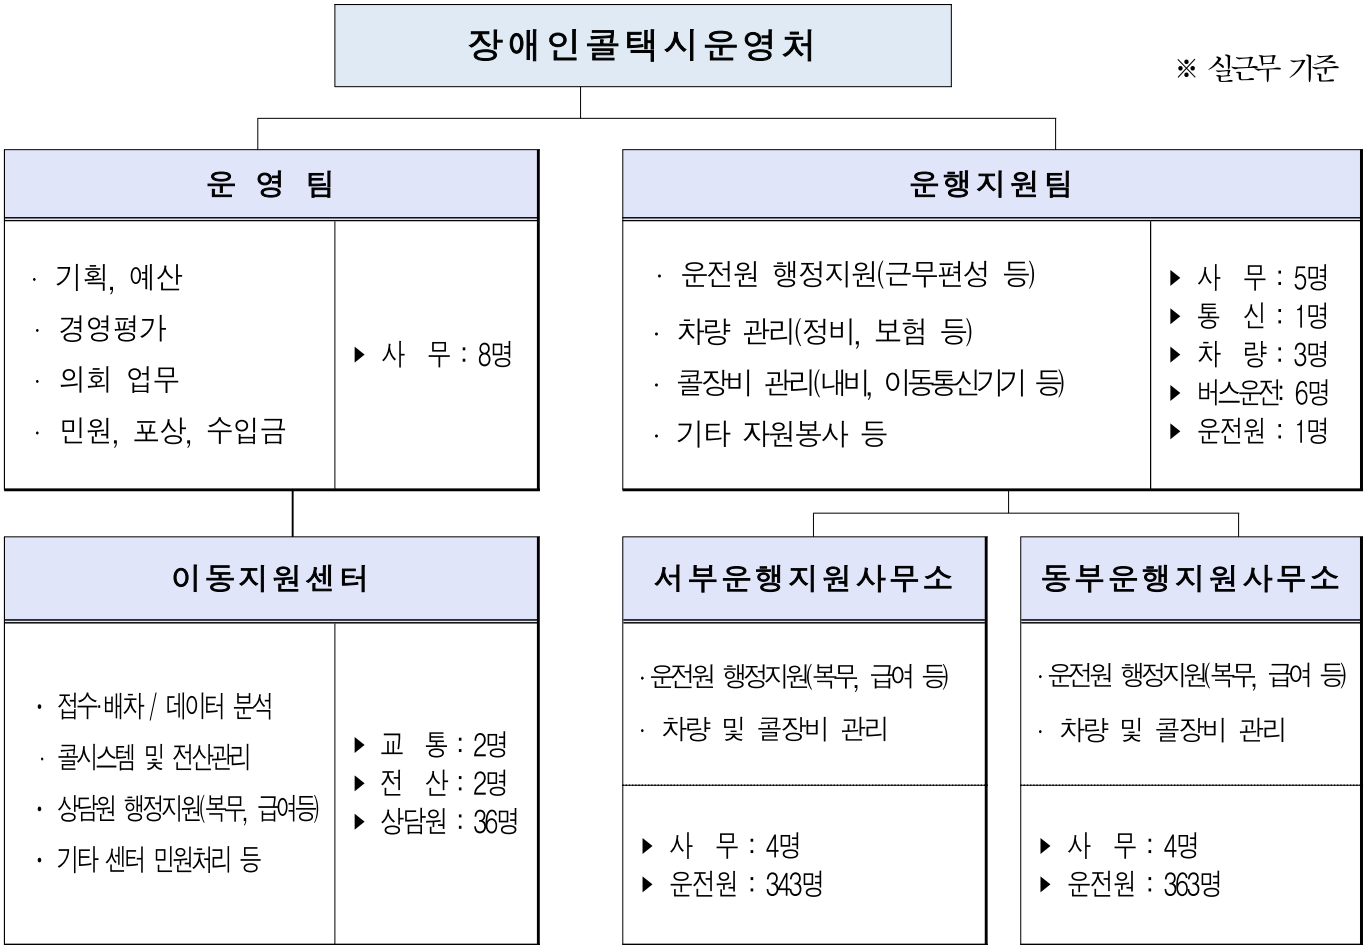 장애인콜택시운영처
※ 실근무 기준
운 영 팀
· 기획, 예산
· 경영평가
· 의회 업무
· 민원, 포상, 수입금
▶ 사 무 : 8명
운행지원팀
· 운전원 행정지원(근무편성 등)
· 차량 관리(정비, 보험 등)
· 콜장비 관리(내비, 이동통신기기 등)
· 기타 자원봉사 등
▶ 사 무 : 5명
▶ 통 신 : 1명
▶ 차 량 : 3명
▶ 버스운전: 6명
▶ 운전원 : 1명
이동지원센터
· 접수·배차 / 데이터 분석
· 콜시스템 및 전산관리
· 상담원 행정지원(복무, 급여등)
· 기타 센터 민원처리 등
▶ 교 통 : 2명
▶ 전 산 : 2명
▶ 상담원 : 36명
서부운행지원사무소
· 운전원 행정지원(복무, 급여 등)
· 차량 및 콜장비 관리
▶ 사 무 : 4명
▶ 운전원 : 343명
동부운행지원사무소
· 운전원 행정지원(복무, 급여 등)
· 차량 및 콜장비 관리
▶ 사 무 : 4명
▶ 운전원 : 363명